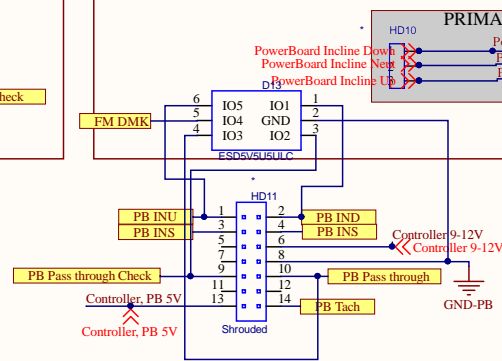 PRIMA
*
HD10
PowerBoard Incline Down
PowerBoard Incline Neut
PowerBoard Incline Up
heck
D13
6 IO5 IO1 1
FM DMK 5 IO4 GND 2
4 IO3 IO2 3
ESD5V5U5ULC
*
HD11
PB INU 1 2 PB IND
PB INS 3 4 PB INS
5 6 Controller 9-12V Controller 9-12V
7 8
PB Pass through Check 9 10 PB Pass through
11 12
Controller, PB 5V 13 14 PB Tach
Controller, PB 5V
Shrouded
GND-PB